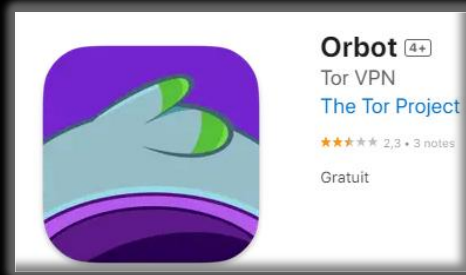 Orbot 4+
Tor VPN
The Tor Project
★★★★★ 2,3 • 3 notes
Gratuit